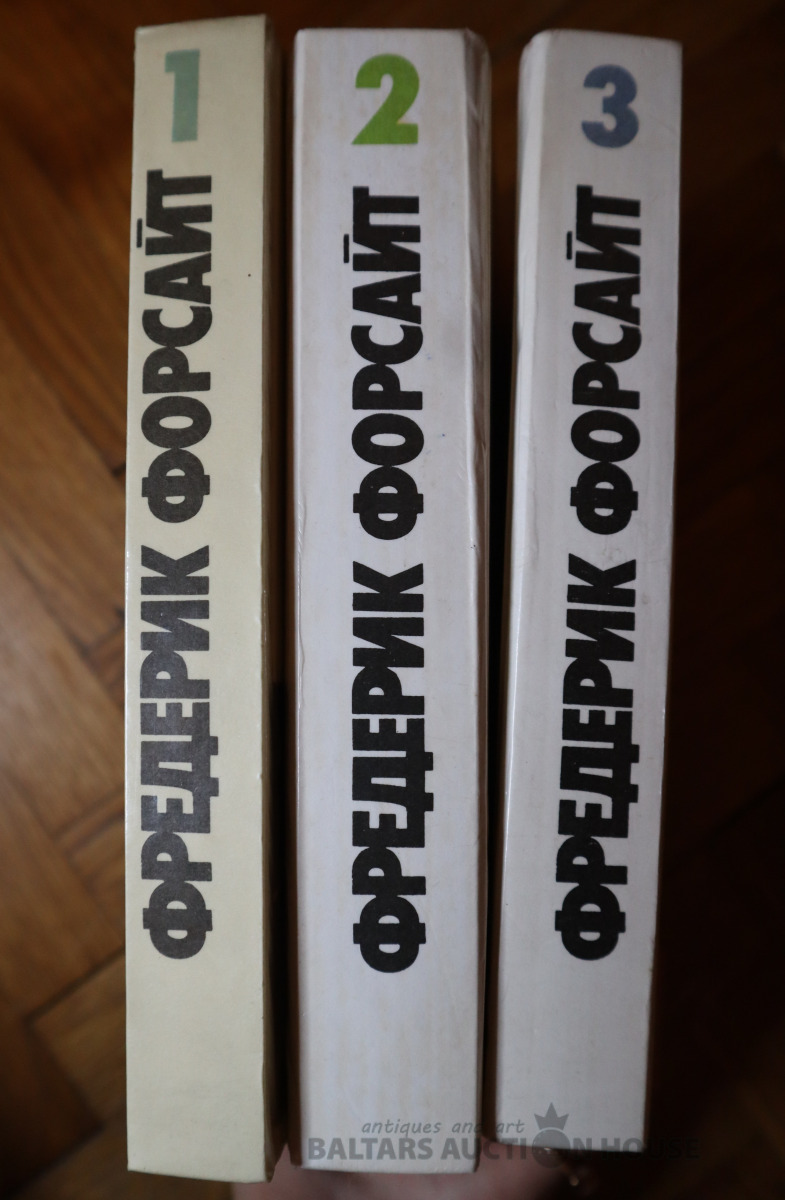 1
ФРЕДЕРИК ФОРСАЙТ
2
ФРЕДЕРИК ФОРСАЙТ
3
ФРЕДЕРИК ФОРСАЙТ
antiques and art
BALTARS AUCTION HOUSE